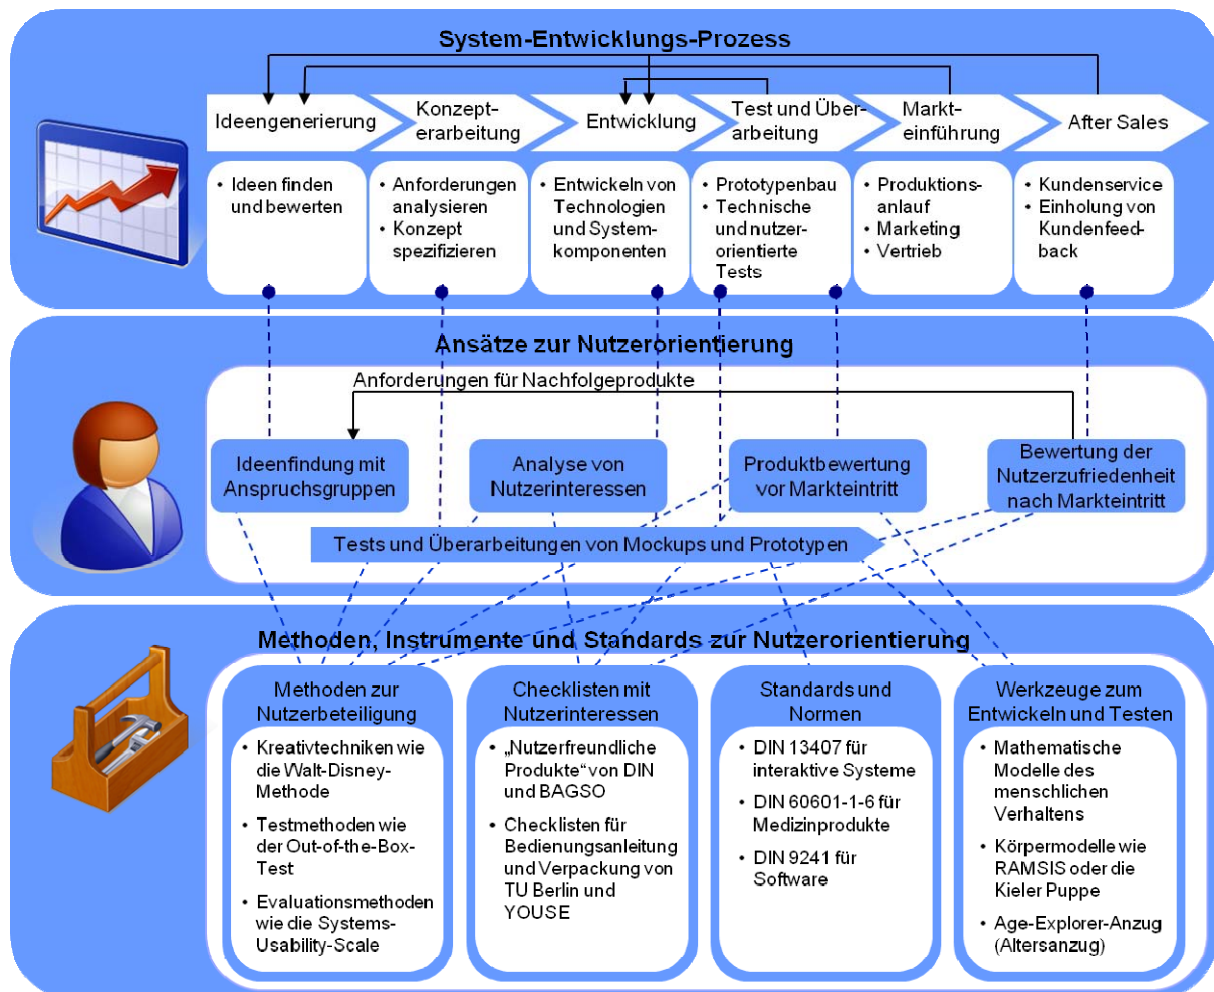 System-Entwicklungs-Prozess
Ideengenerierung
Konzept-
erarbeitung
Entwicklung
Test und Über-
arbeitung
Markt-
einführung
After Sales
• Ideen finden
und bewerten
• Anforderungen
analysieren
• Konzept
spezifizieren
• Entwickeln von
Technologien
und System-
komponenten
• Prototypenbau
• Technische
und nutzer-
orientierte
Tests
• Produktions-
anlauf
• Marketing
• Vertrieb
• Kundenservice
• Einholung von
Kundenfeed-
back
Ansätze zur Nutzerorientierung
Anforderungen für Nachfolgeprodukte
Ideenfindung mit
Anspruchsgruppen
Analyse von
Nutzerinteressen
Produktbewertung
vor Markteintritt
Bewertung der
Nutzerzufriedenheit
nach Markteintritt
Tests und Überarbeitungen von Mockups und Prototypen
Methoden, Instrumente und Standards zur Nutzerorientierung
Methoden zur
Nutzerbeteiligung
• Kreativtechniken wie
die Walt-Disney-
Methode
• Testmethoden wie
der Out-of-the-Box-
Test
• Evaluationsmethoden
wie die Systems-
Usability-Scale
Checklisten mit
Nutzerinteressen
• „Nutzerfreundliche
Produkte“ von DIN
und BAGSO
• Checklisten für
Bedienungsanleitung
und Verpackung von
TU Berlin und
YOUSE
Standards und
Normen
• DIN 13407 für
interaktive Systeme
• DIN 60601-1-6 für
Medizinprodukte
• DIN 9241 für
Software
Werkzeuge zum
Entwickeln und Testen
• Mathematische
Modelle des
menschlichen
Verhaltens
• Körpermodelle wie
RAMSIS oder die
Kieler Puppe
• Age-Explorer-Anzug
(Altersanzug)